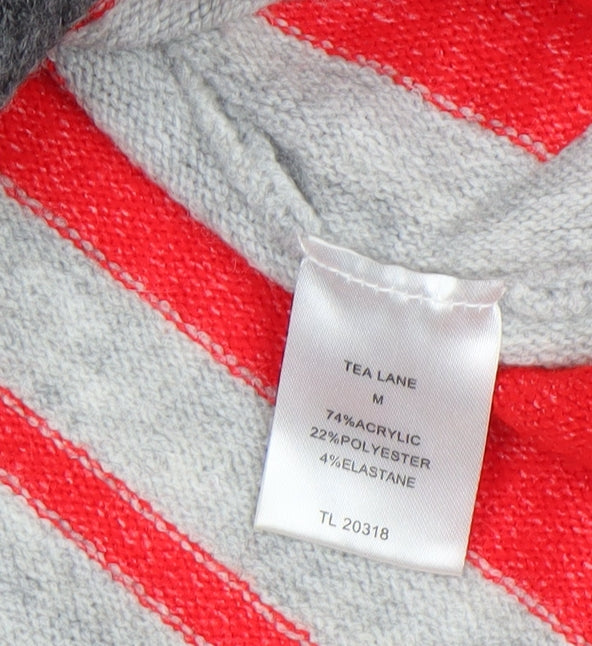 TEA LANE
M
74%ACRYLIC
22%POLYESTER
4%ELASTANE
TL 20318